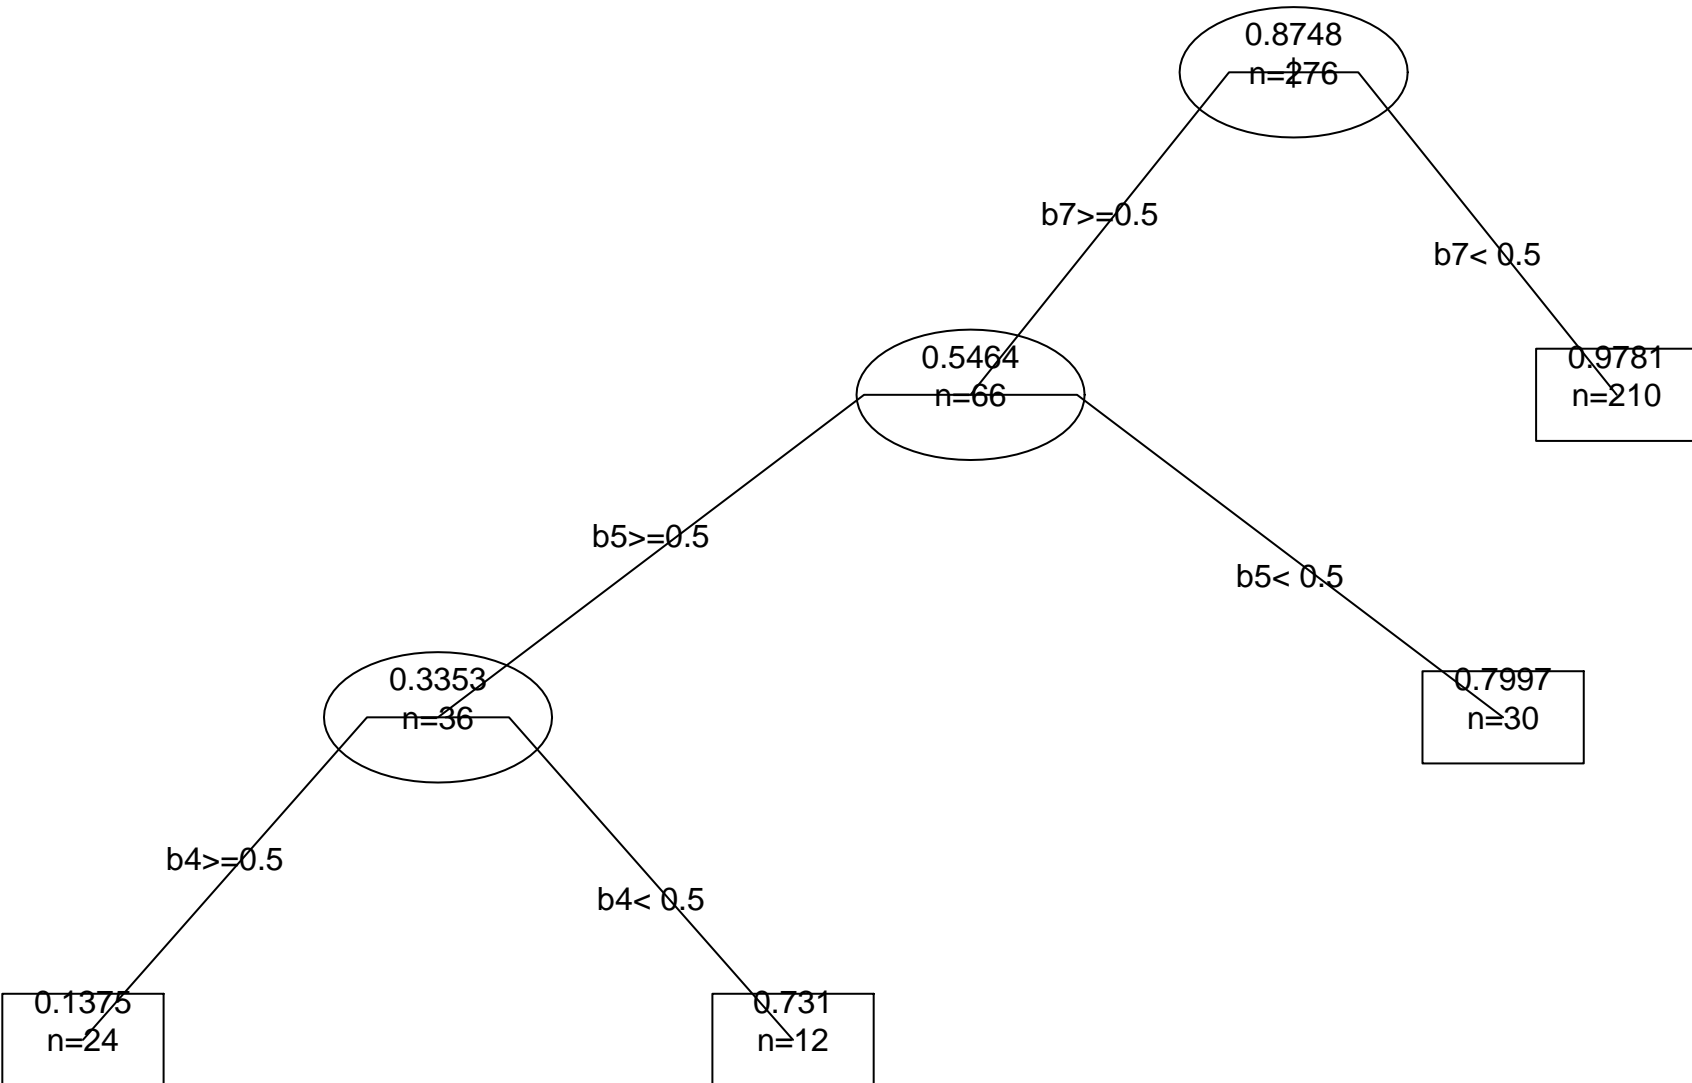 0.8748
n=276
b7>=0.5
b7< 0.5
0.5464
n=66
0.9781
n=210
b5>=0.5
b5< 0.5
0.3353
n=36
0.7997
n=30
b4>=0.5
b4< 0.5
0.1375
n=24
0.731
n=12